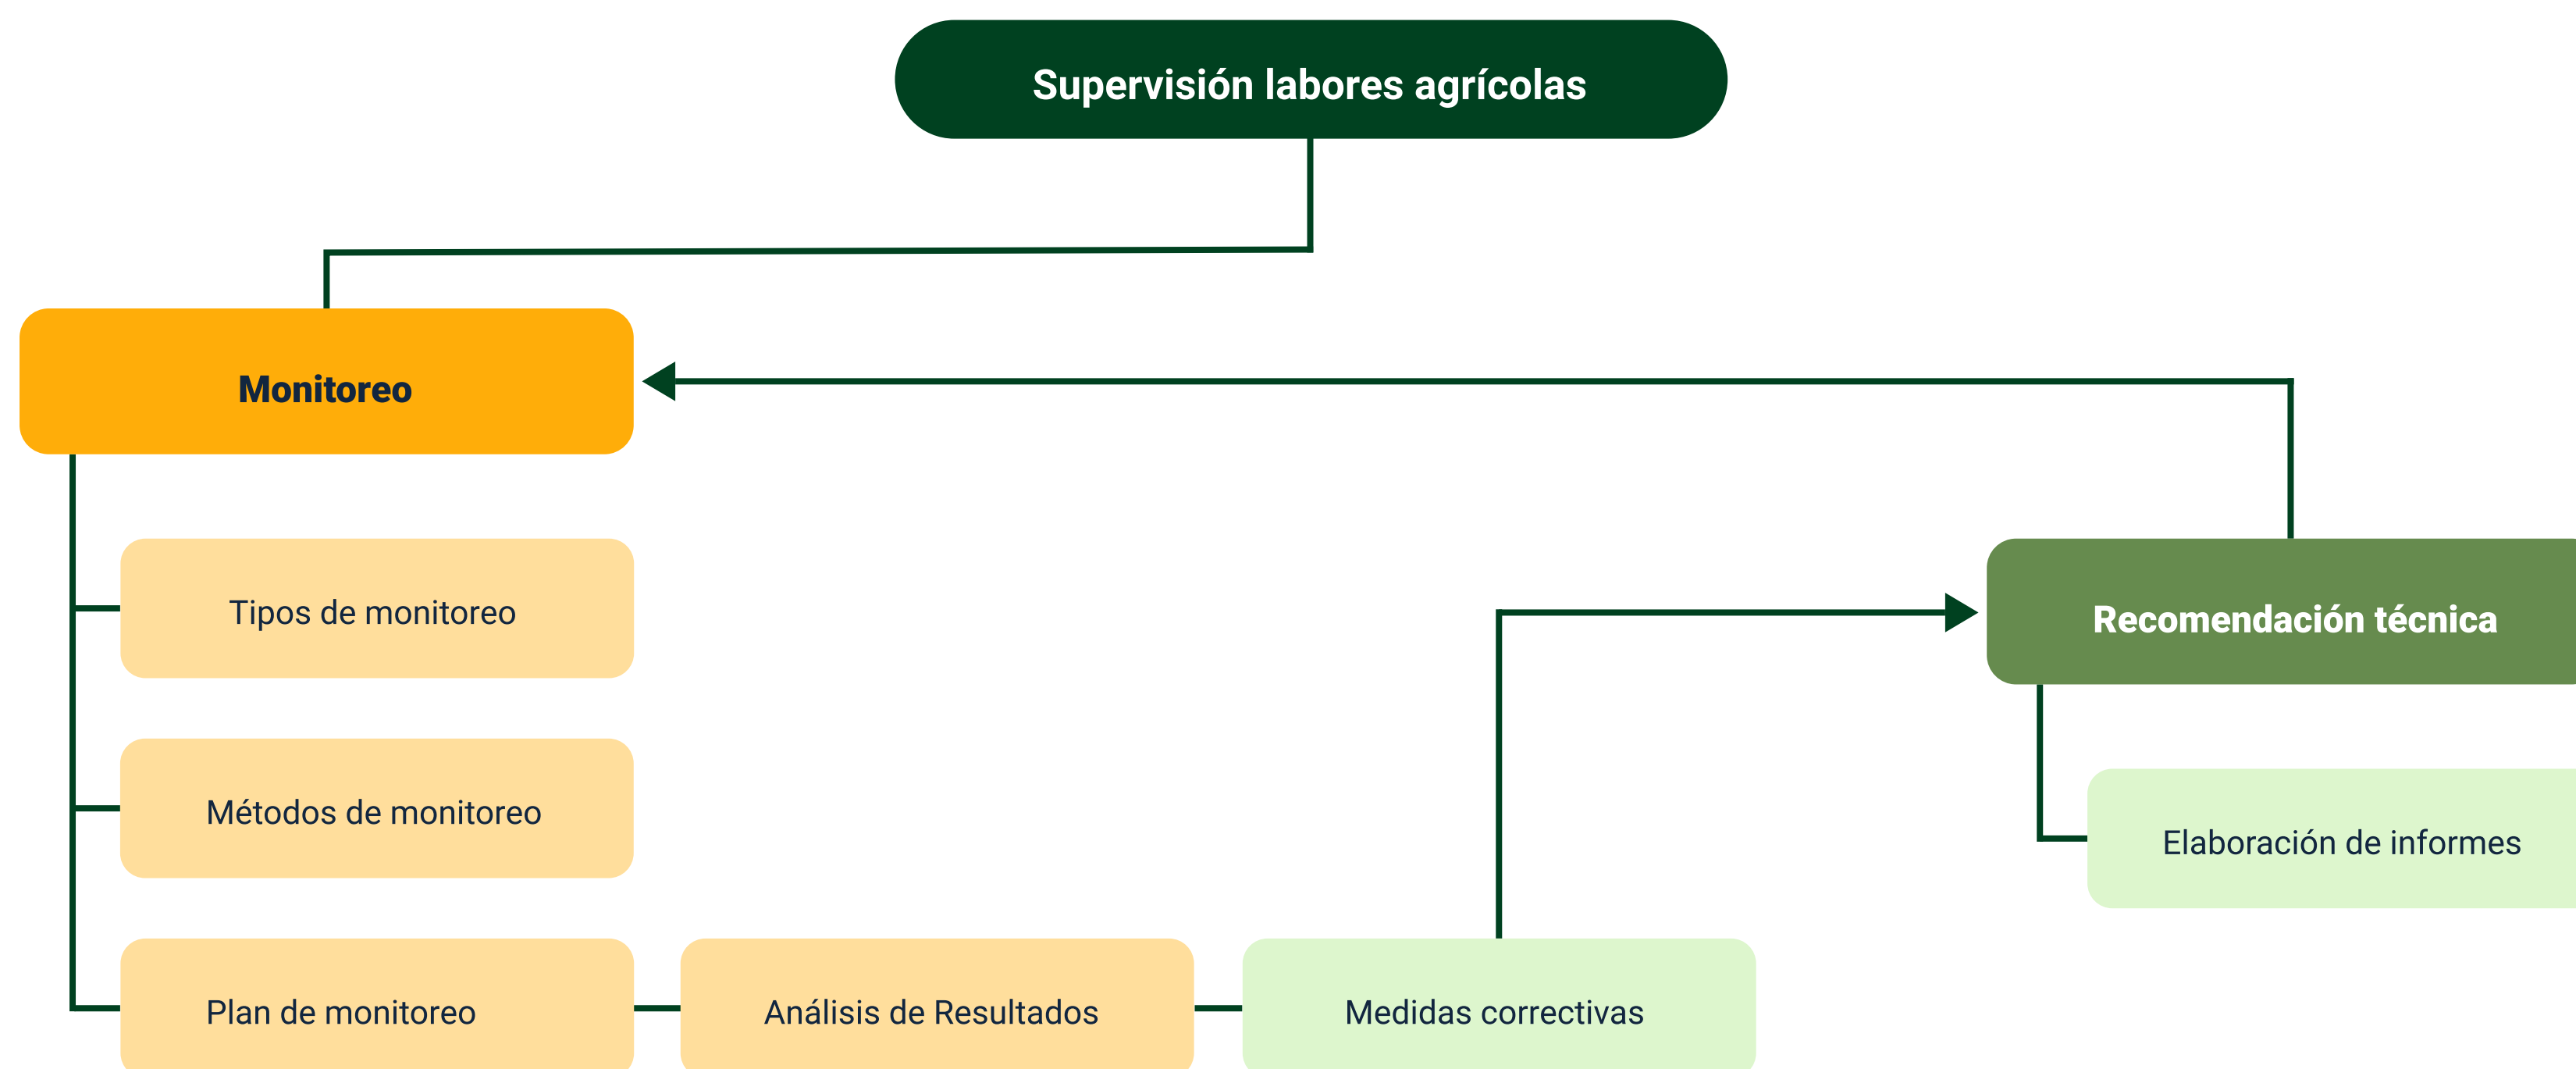 Supervisión labores agrícolas
Monitoreo
Tipos de monitoreo
Recomendación técnica
Métodos de monitoreo
Elaboración de informes
Plan de monitoreo
Análisis de Resultados
Medidas correctivas